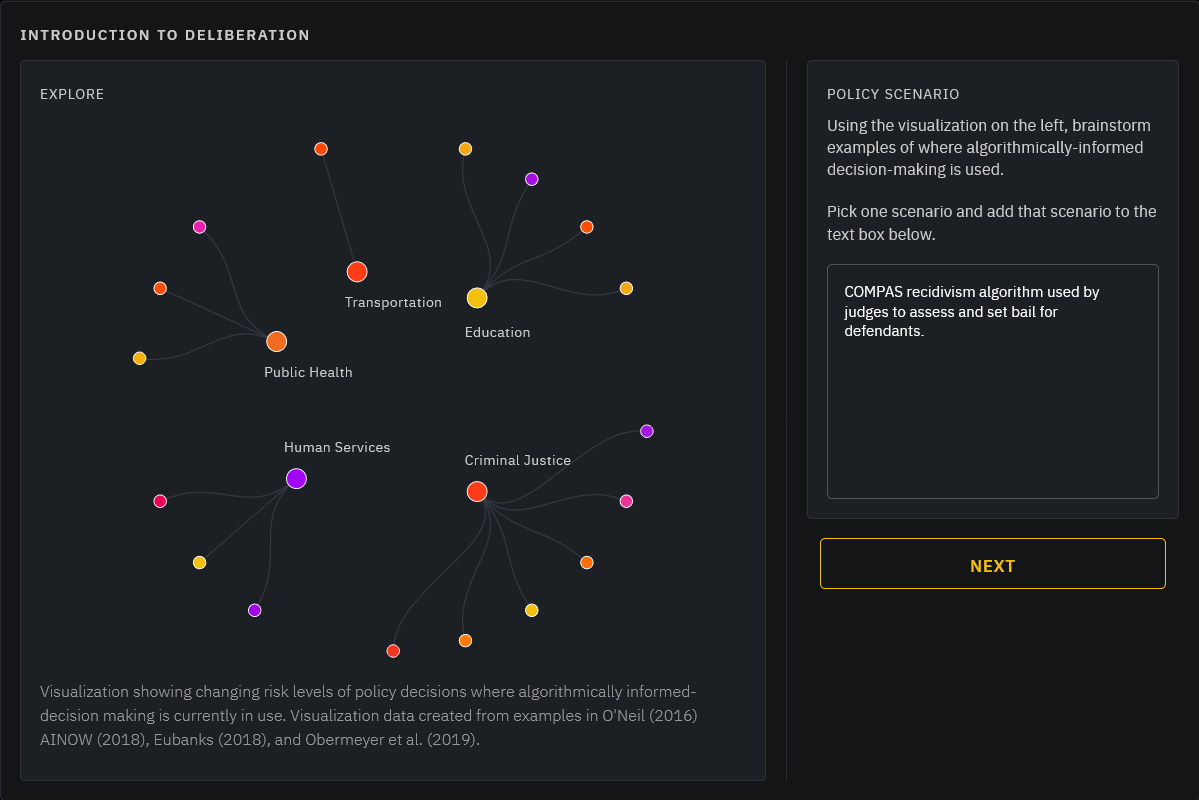 INTRODUCTION TO DELIBERATION
EXPLORE
Transportation
Education
Public Health
Human Services
Criminal Justice
Visualization showing changing risk levels of policy decisions where algorithmically informed-
decision making is currently in use. Visualization data created from examples in O'Neil (2016)
AINOW (2018), Eubanks (2018), and Obermeyer et al. (2019).
POLICY SCENARIO
Using the visualization on the left, brainstorm
examples of where algorithmically-informed
decision-making is used.
Pick one scenario and add that scenario to the
text box below.
COMPAS recidivism algorithm used by
judges to assess and set bail for
defendants.
NEXT